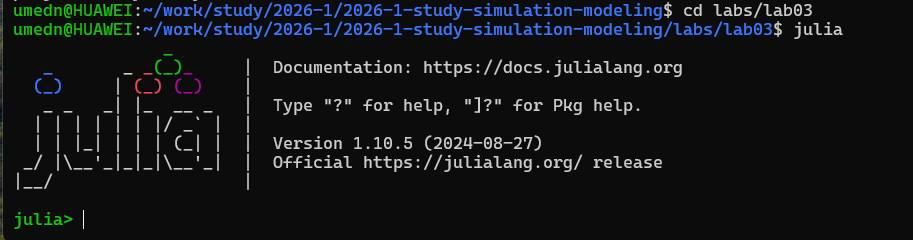 umedn@HUAWEI:~/work/study/2026-1/2026-1-study-simulation-modeling$ cd labs/lab03
umedn@HUAWEI:~/work/study/2026-1/2026-1-study-simulation-modeling/labs/lab03$ julia
               _
   _       _ _(_)_     |  Documentation: https://docs.julialang.org
  (_)     | (_) (_)    |
   _ _   _| |_  __ _   |  Type "?" for help, "]?" for Pkg help.
  | | | | | | |/ _` |  |
  | | |_| | | | (_| |  |  Version 1.10.5 (2024-08-27)
 _/ |\__'_|_|_|\__'_|  |  Official https://julialang.org/ release
|__/                   |
julia>